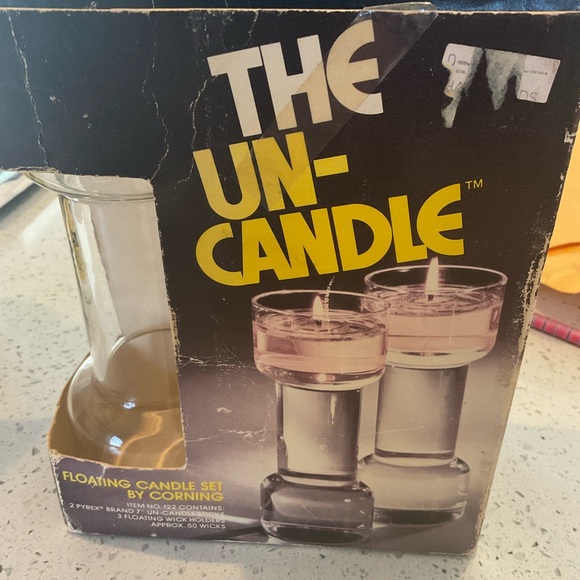 THE
UN-
CANDLE™
FLOATING CANDLE SET
BY CORNING
ITEM NO. 122 CONTAINS:
2 PYREX® BRAND 7" UN-CANDLE
3 FLOATING WICK HOLDERS
APPROX. 50 WICKS